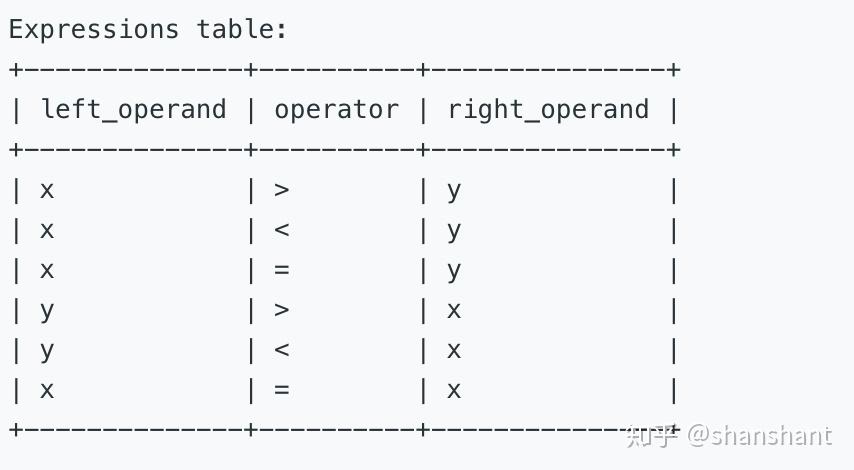 Expressions table:
+--------------+----------+---------------+
| left_operand | operator | right_operand |
+--------------+----------+---------------+
| x            | >        | y             |
| x            | <        | y             |
| x            | =        | y             |
| y            | >        | x             |
| y            | <        | x             |
| x            | =        | x             |
+--------------+----------+---------------+
知乎 @shanshant